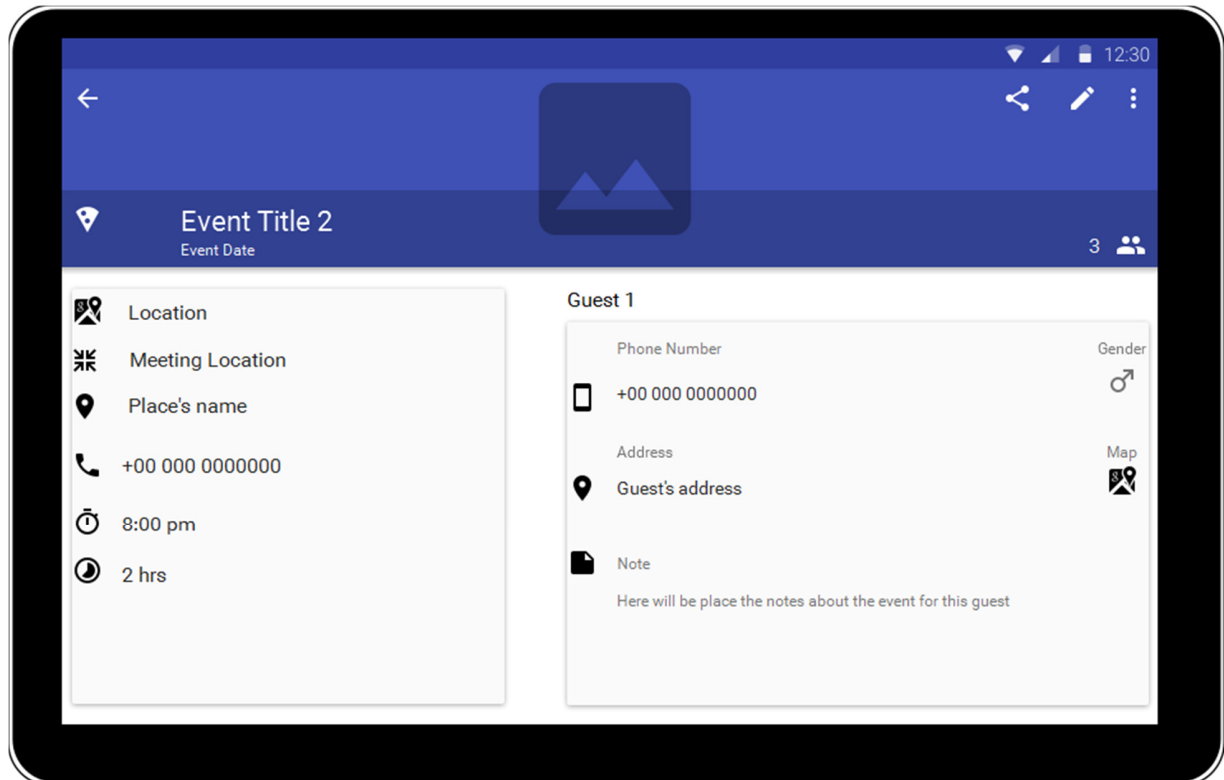 12:30
Event Title 2
Event Date
3
Location
Meeting Location
Place's name
+00 000 0000000
8:00 pm
2 hrs
Guest 1
Phone Number
Gender
+00 000 0000000
Address
Map
Guest's address
Note
Here will be place the notes about the event for this guest